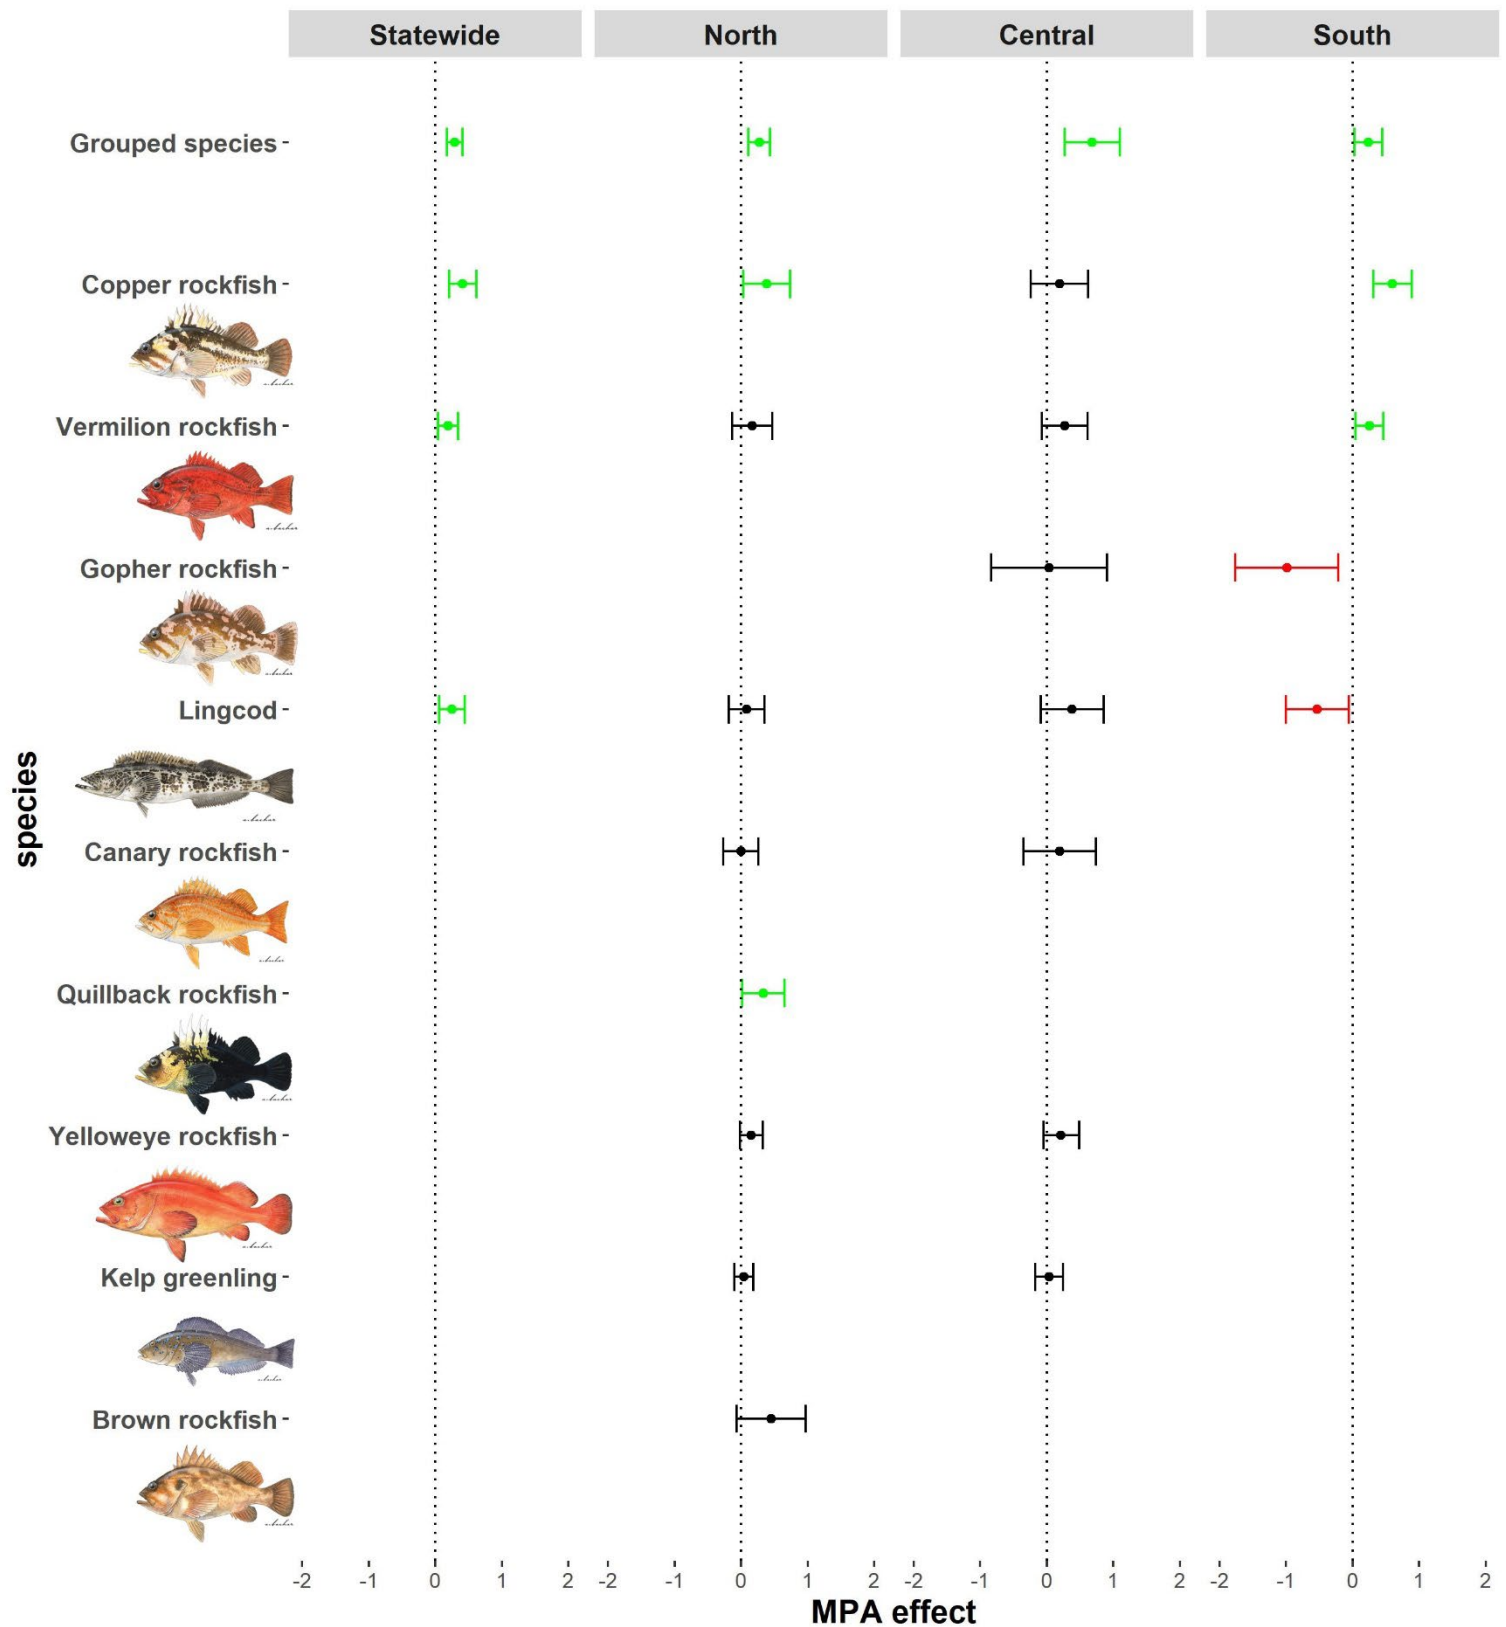 Statewide North Central South
Grouped species
Copper rockfish
Vermilion rockfish
Gopher rockfish
Lingcod
species
Canary rockfish
Quillback rockfish
Yelloweye rockfish
Kelp greenling
Brown rockfish
-2 -1 0 1 2 -2 -1 0 1 2 -2 -1 0 1 2 -2 -1 0 1 2
MPA effect